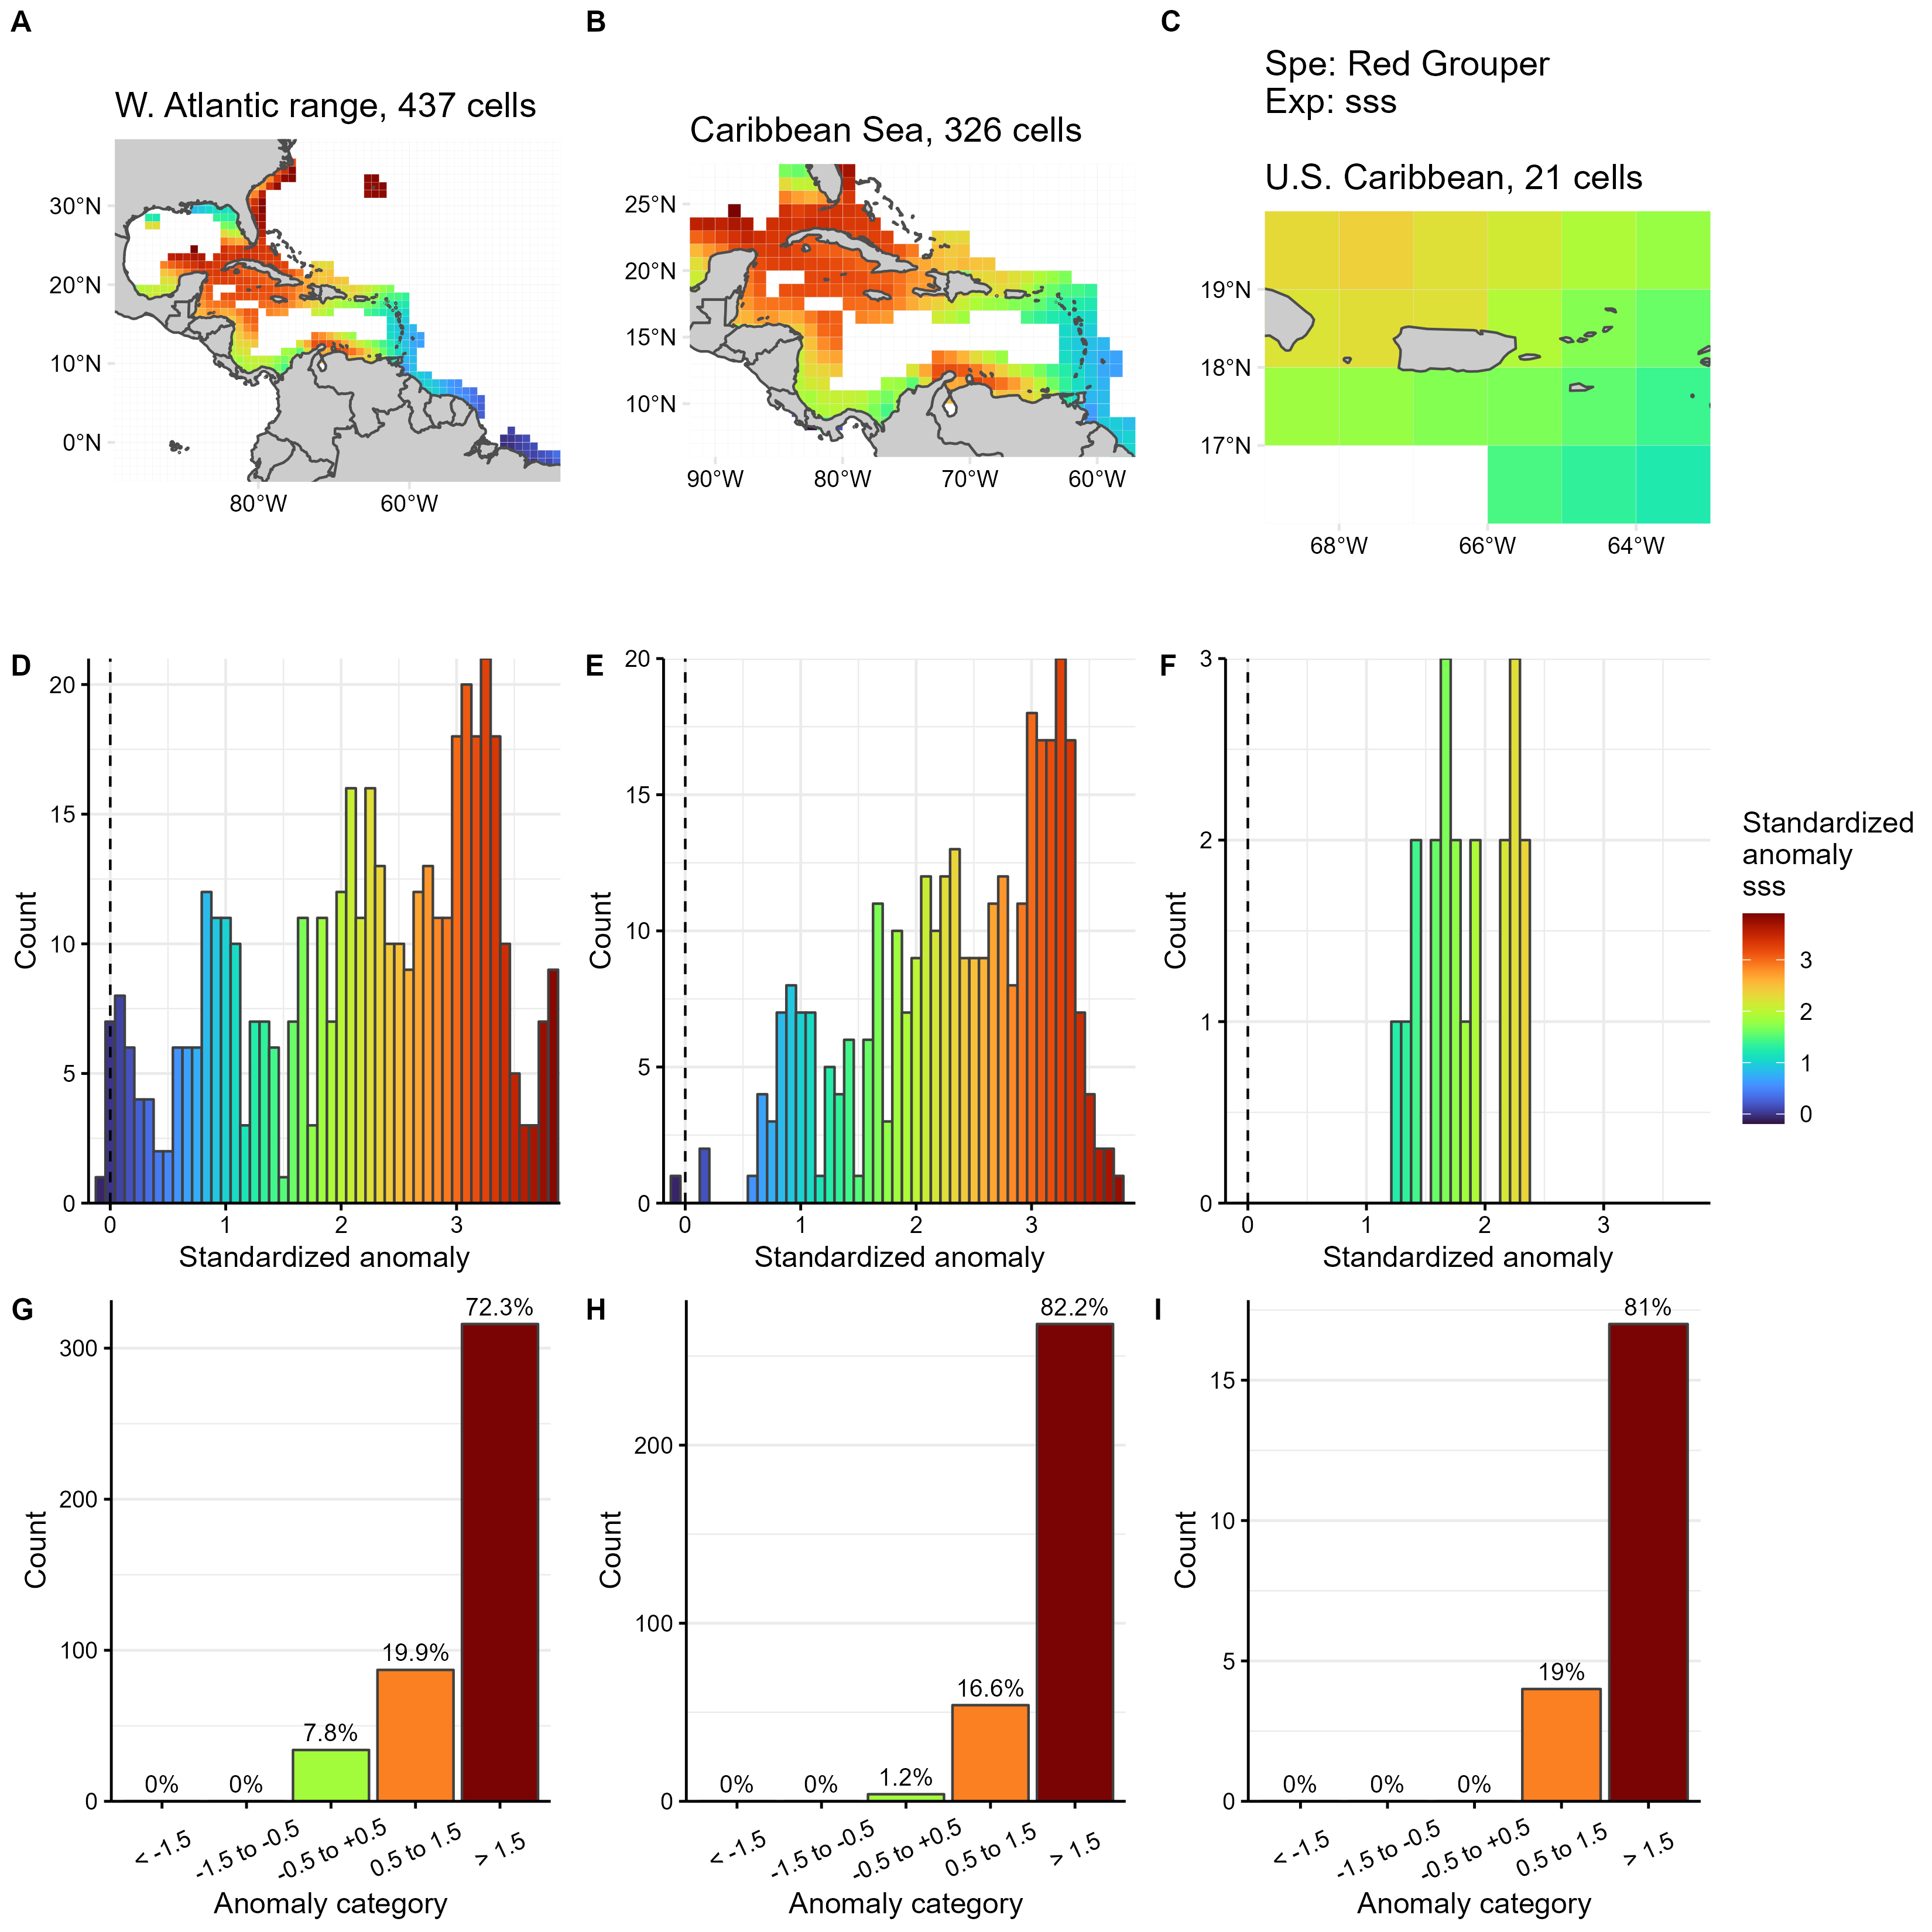 A
B
C
Spe: Red Grouper
Exp: sss
W. Atlantic range, 437 cells
Caribbean Sea, 326 cells
U.S. Caribbean, 21 cells
30°N
20°N
10°N
0°N
80°W
60°W
25°N
20°N
15°N
10°N
90°W
80°W
70°W
60°W
19°N
18°N
17°N
68°W
66°W
64°W
D
20
15
10
5
0
Count
0
1
2
3
Standardized anomaly
E
20
15
10
5
0
Count
0
1
2
3
Standardized anomaly
F
3
2
1
0
Count
0
1
2
3
Standardized anomaly
Standardized
anomaly
sss
3
2
1
0
G
300
200
100
0
Count
0%
0%
7.8%
19.9%
72.3%
< -1.5
-1.5 to -0.5
-0.5 to +0.5
0.5 to 1.5
> 1.5
Anomaly category
H
200
100
0
Count
0%
0%
1.2%
16.6%
82.2%
< -1.5
-1.5 to -0.5
-0.5 to +0.5
0.5 to 1.5
> 1.5
Anomaly category
I
15
10
5
0
Count
0%
0%
0%
19%
81%
< -1.5
-1.5 to -0.5
-0.5 to +0.5
0.5 to 1.5
> 1.5
Anomaly category